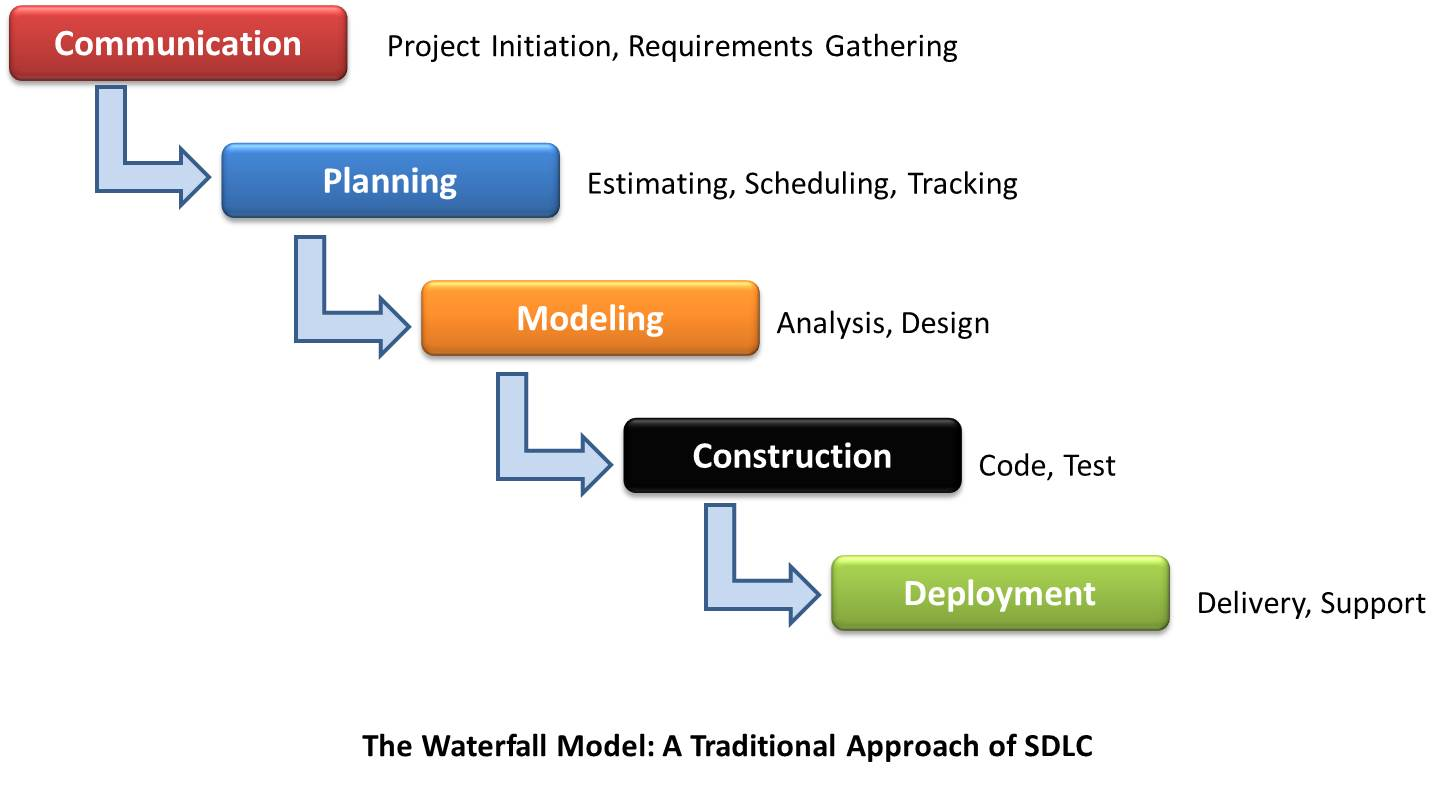 Communication
Project Initiation, Requirements Gathering
Planning
Estimating, Scheduling, Tracking
Modeling
Analysis, Design
Construction
Code, Test
Deployment
Delivery, Support
The Waterfall Model: A Traditional Approach of SDLC